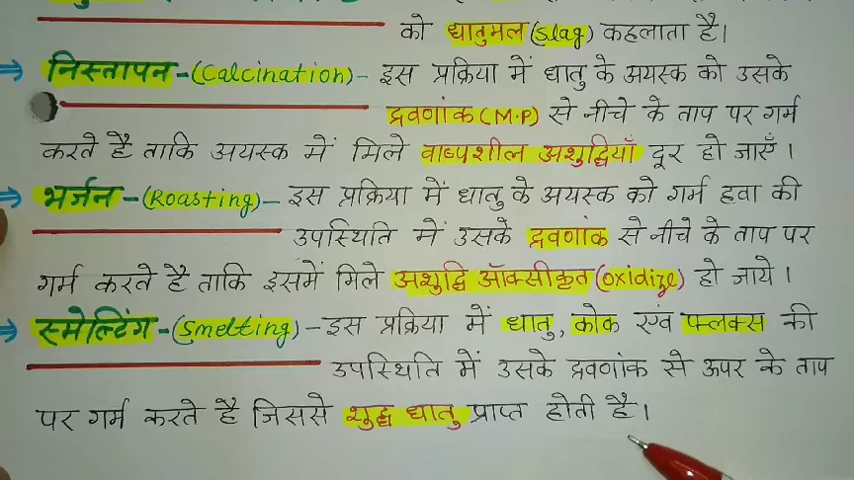 को धातुमल (Slag) कहलाता है।
⇒ निस्तापन - (Calcination) - इस प्रक्रिया में धातु के अयस्क को उसके
द्रवणांक (M.P) से नीचे के ताप पर गर्म
करते है ताकि अयस्क में मिले वाष्पशील अशुद्धियाँ दूर हो जाएँ।
⇒ भर्जन - (Roasting) - इस प्रक्रिया में धातु के अयस्क को गर्म हवा की
उपस्थिति में उसके द्रवणांक से नीचे के ताप पर
गर्म करते है ताकि इसमें मिले अशुद्धि ऑक्सीकृत (oxidize) हो जाये।
⇒ स्मेल्टिंग - (Smelting) - इस प्रक्रिया में धातु, कोक एंव फ्लक्स की
उपस्थिति में उसके द्रवणांक से ऊपर के ताप
पर गर्म करते है जिससे शुद्ध धातु प्राप्त होती है।